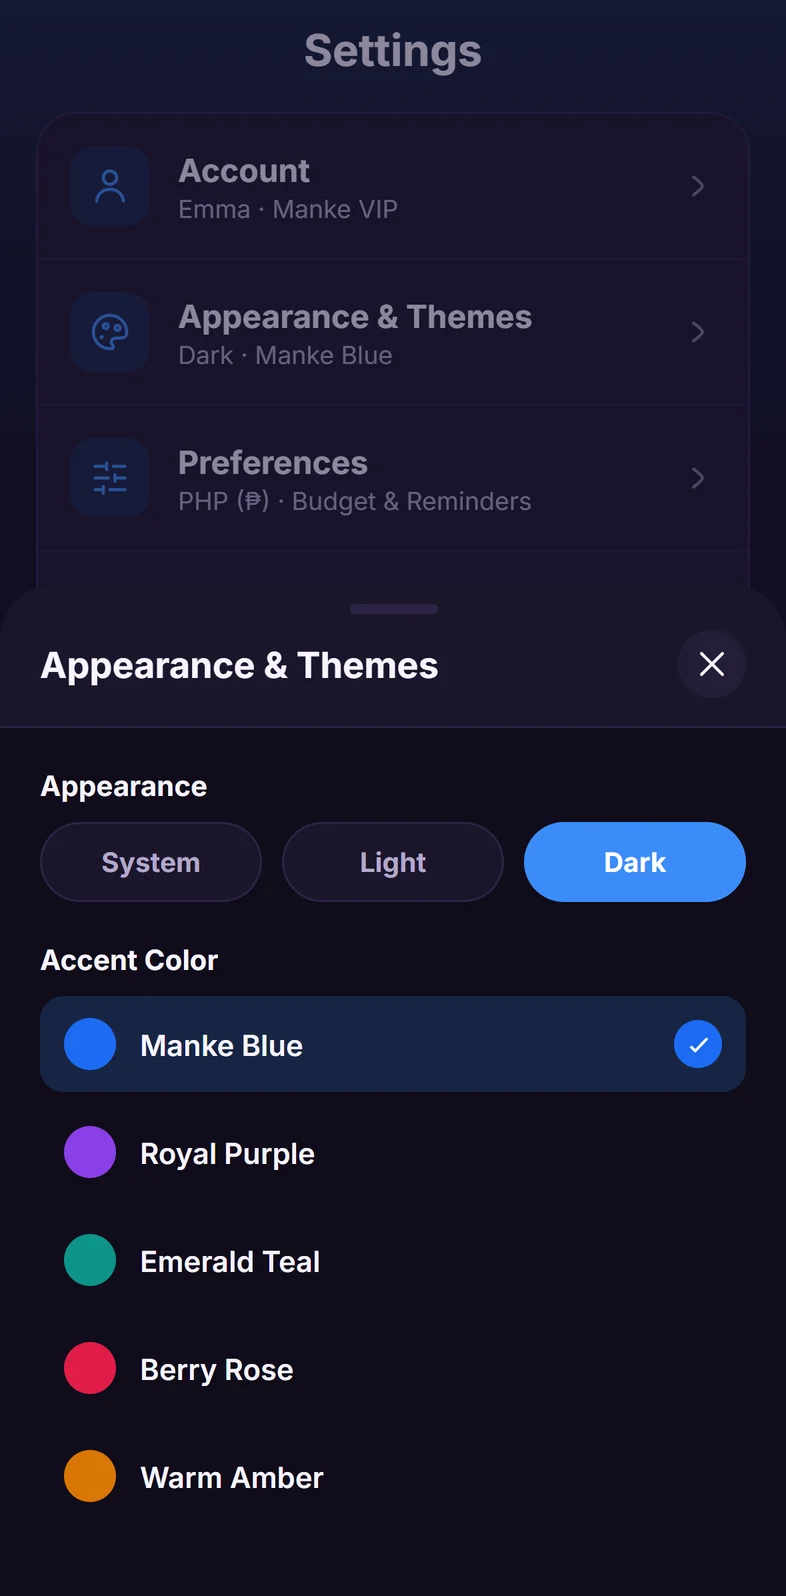 Settings
Account
Emma · Manke VIP
Appearance & Themes
Dark · Manke Blue
Preferences
PHP (₱) · Budget & Reminders
Appearance & Themes
Appearance
System Light Dark
Accent Color
Manke Blue
Royal Purple
Emerald Teal
Berry Rose
Warm Amber